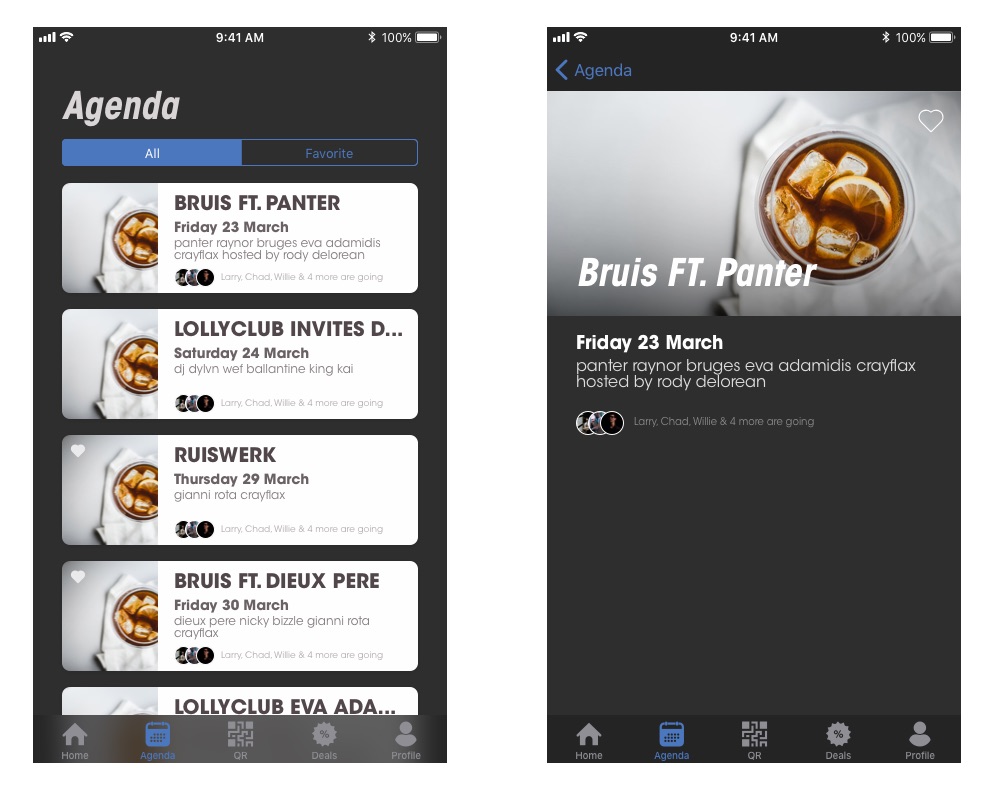 9:41 AM
100%
Agenda
All
Favorite
BRUIS FT. PANTER
Friday 23 March
panter raynor bruges eva adamidis
crayflax hosted by rody delorean
Larry, Chad, Willie & 4 more are going
LOLLYCLUB INVITES D...
Saturday 24 March
dj dylvn wef ballantine king kai
Larry, Chad, Willie & 4 more are going
RUISWERK
Thursday 29 March
gianni rota crayflax
Larry, Chad, Willie & 4 more are going
BRUIS FT. DIEUX PERE
Friday 30 March
dieux pere nicky bizzle gianni rota
crayflax
Larry, Chad, Willie & 4 more are going
LOLLYCLUB EVA ADA...
Home
Agenda
QR
%
Deals
Profile
9:41 AM
100%
Agenda
Bruis FT. Panter
Friday 23 March
panter raynor bruges eva adamidis crayflax
hosted by rody delorean
Larry, Chad, Willie & 4 more are going
Home
Agenda
QR
%
Deals
Profile